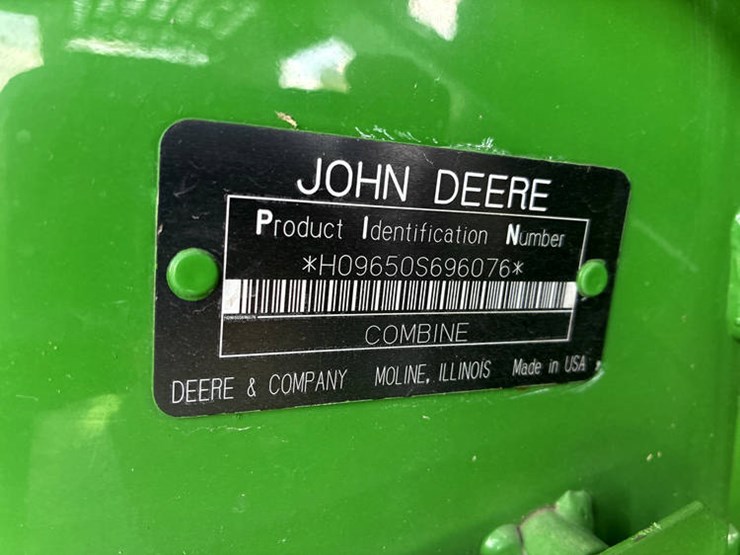 JOHN DEERE
Product Identification Number
*H09650S696076*
COMBINE
DEERE & COMPANY MOLINE, ILLINOIS Made in USA